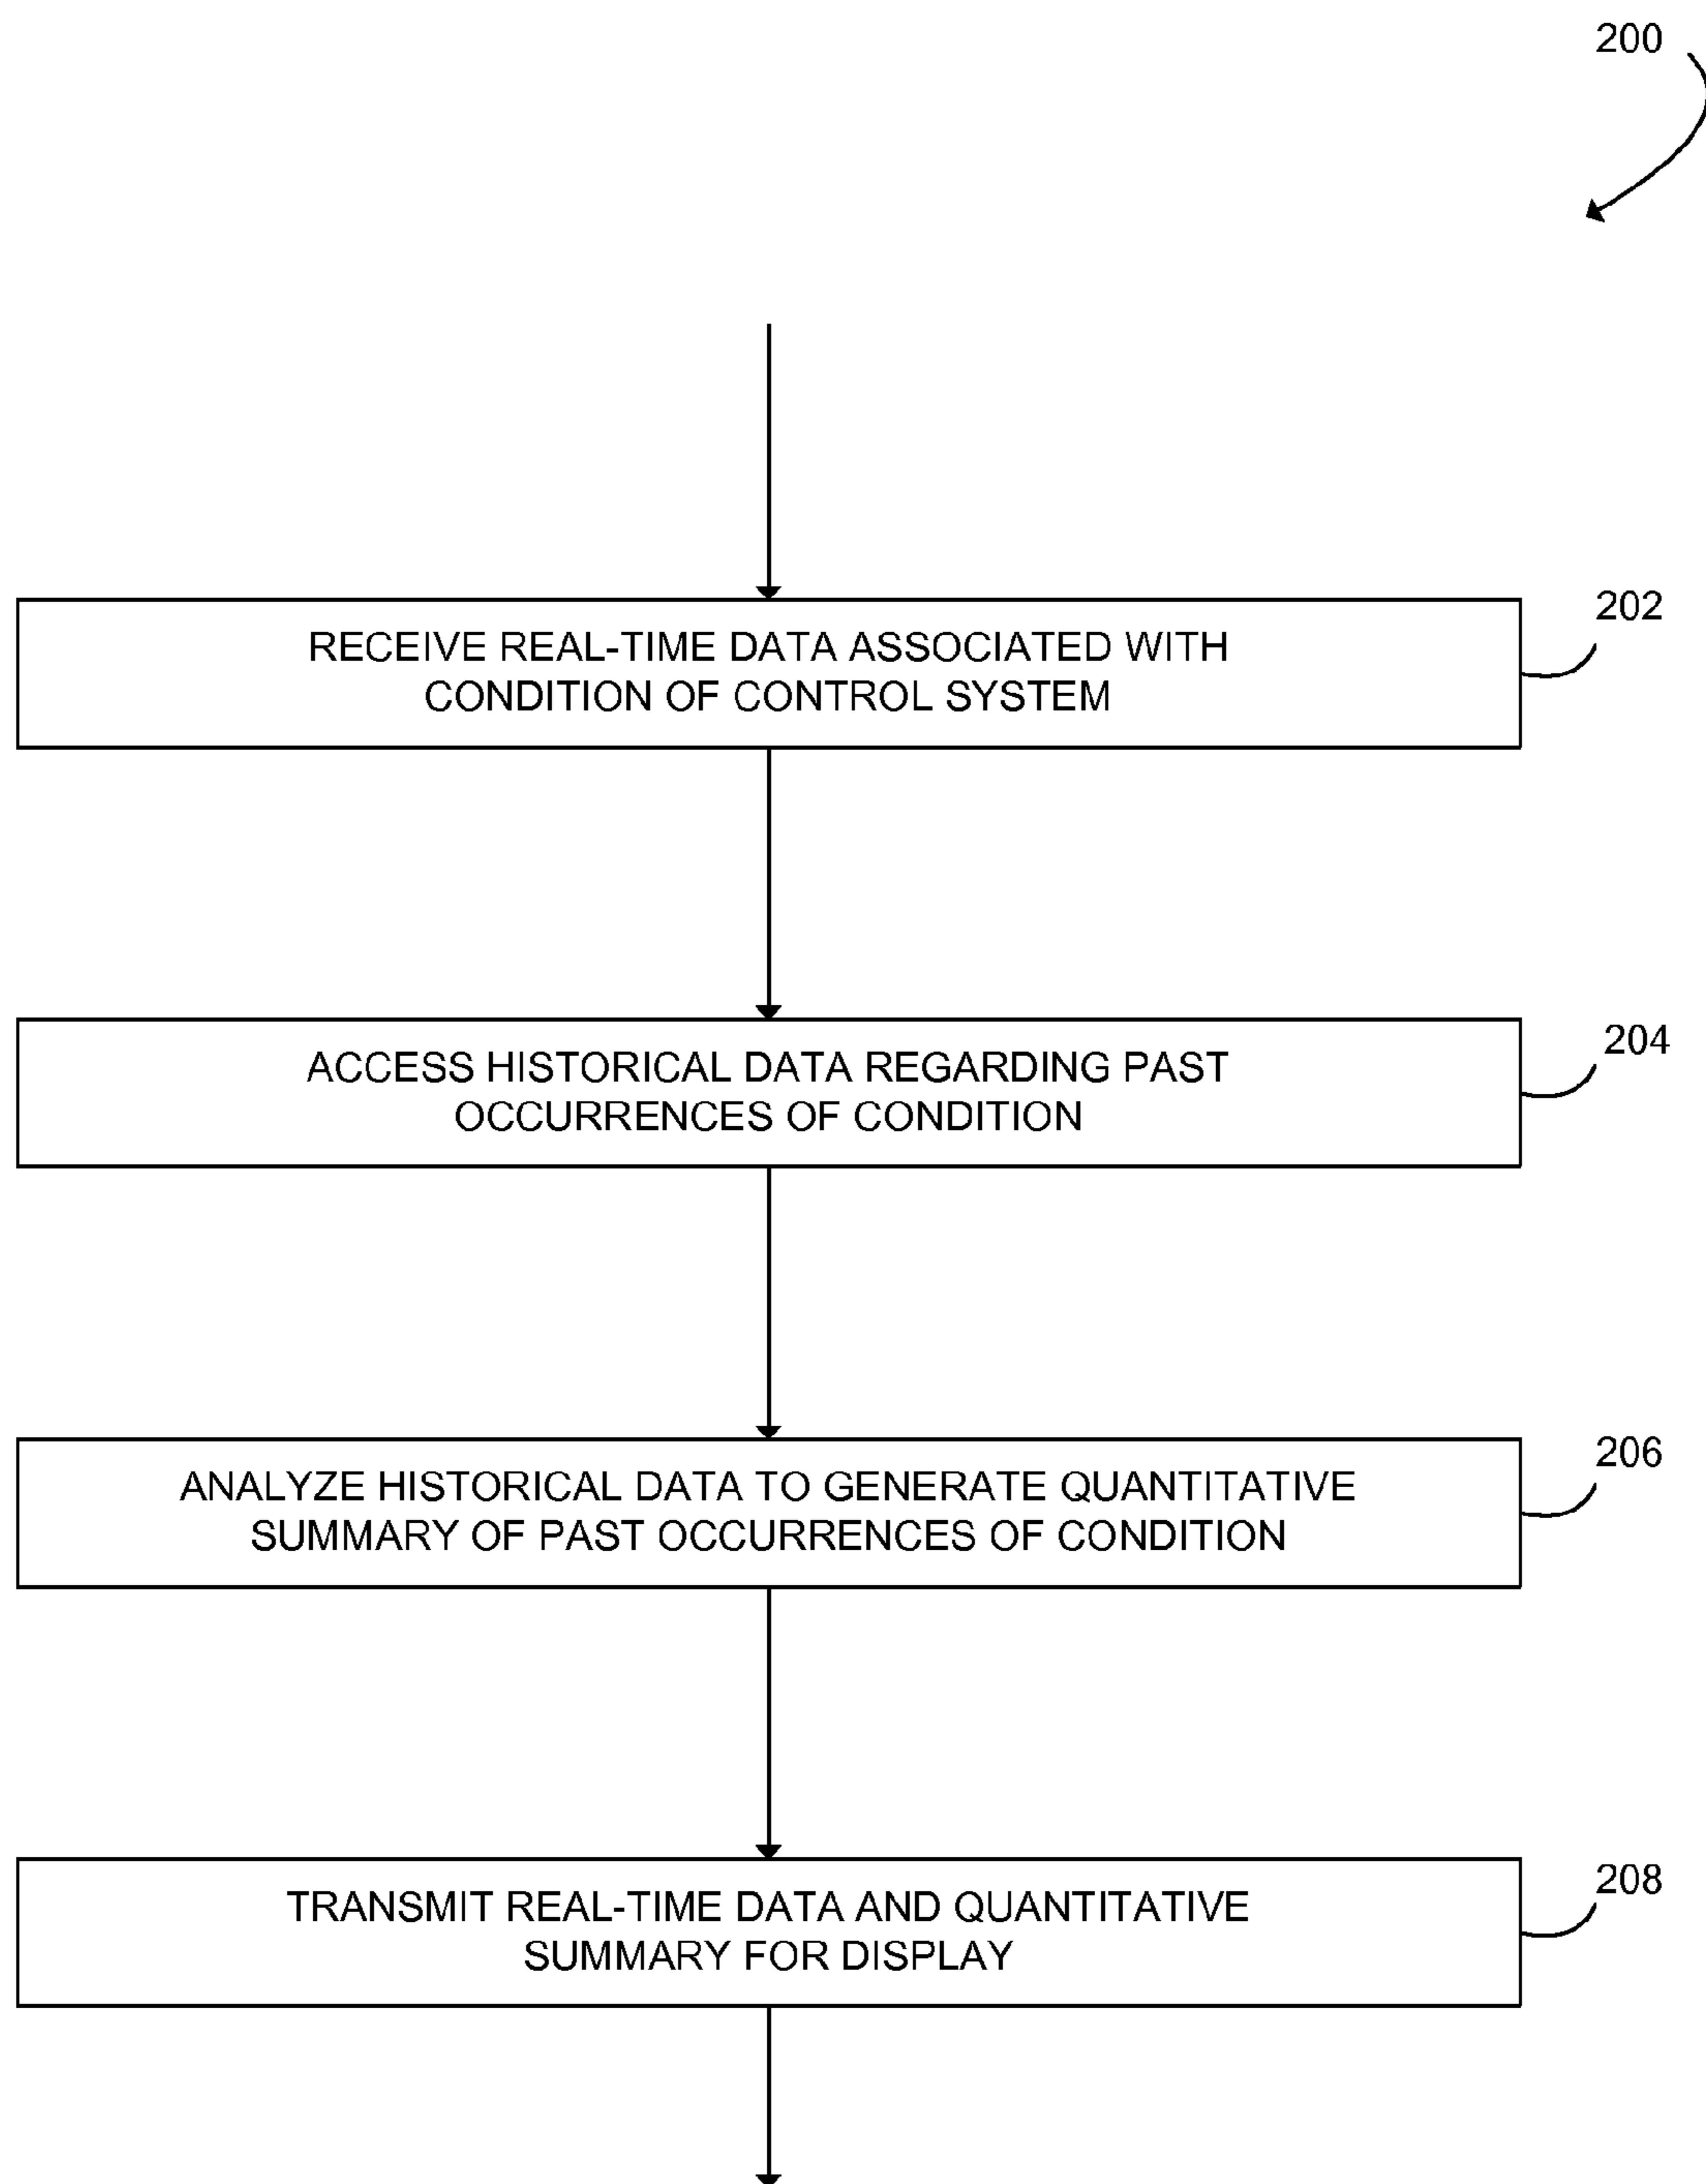 200
202
RECEIVE REAL-TIME DATA ASSOCIATED WITH
CONDITION OF CONTROL SYSTEM
204
ACCESS HISTORICAL DATA REGARDING PAST
OCCURRENCES OF CONDITION
206
ANALYZE HISTORICAL DATA TO GENERATE QUANTITATIVE
SUMMARY OF PAST OCCURRENCES OF CONDITION
208
TRANSMIT REAL-TIME DATA AND QUANTITATIVE
SUMMARY FOR DISPLAY